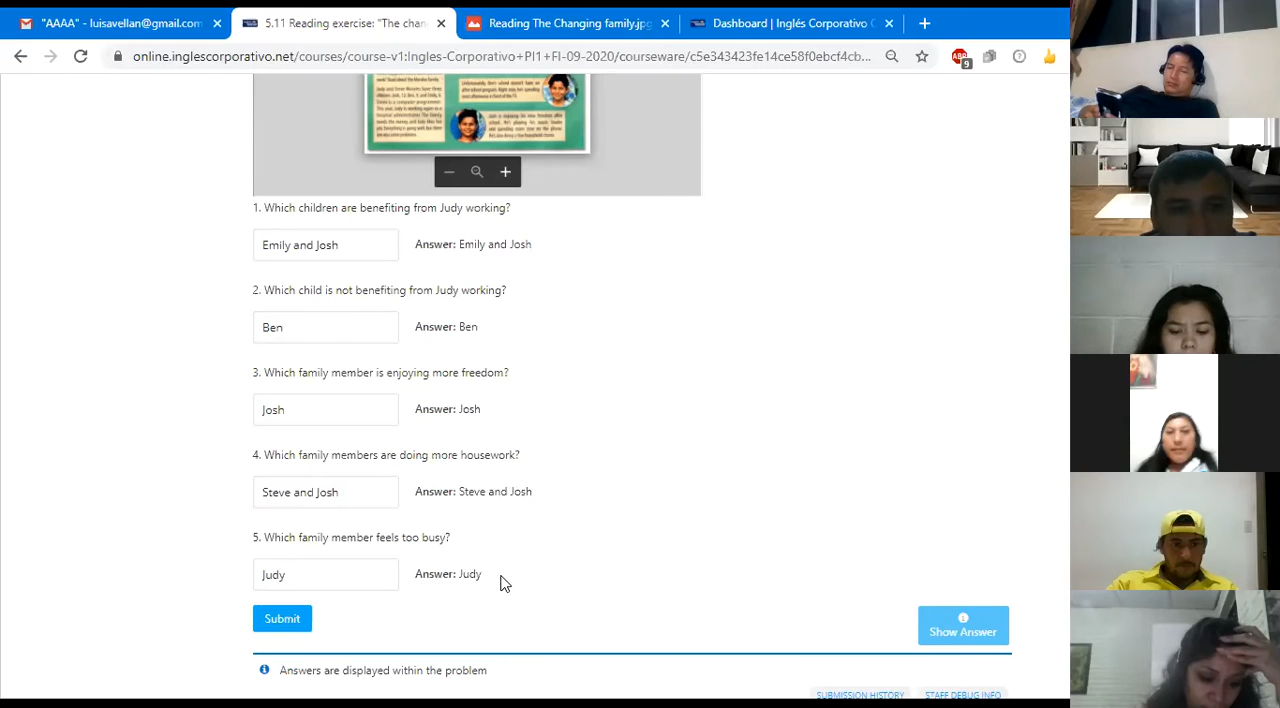 "AAAA" - luisavellan@gmail.com
5.11 Reading exercise: "The chan
Reading The Changing family.jpg
Dashboard | Inglés Corporativo
online.inglescorporativo.net/courses/course-v1:Ingles-Corporativo+PI1+FI-09-2020/courseware/c5e343423fe14ce58f0ebcf4cb...
9
1. Which children are benefiting from Judy working?
Emily and Josh
Answer: Emily and Josh
2. Which child is not benefiting from Judy working?
Ben
Answer: Ben
3. Which family member is enjoying more freedom?
Josh
Answer: Josh
4. Which family members are doing more housework?
Steve and Josh
Answer: Steve and Josh
5. Which family member feels too busy?
Judy
Answer: Judy
Submit
Show Answer
Answers are displayed within the problem
SUBMISSION HISTORY
STAFF DEBUG INFO